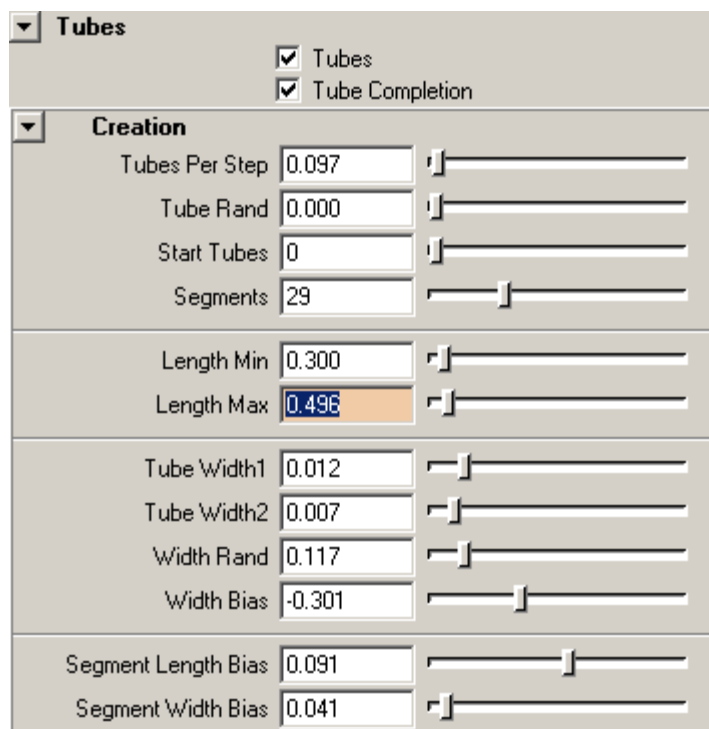 Tubes
Tubes
Tube Completion
Creation
Tubes Per Step 0.097
Tube Rand 0.000
Start Tubes 0
Segments 29
Length Min 0.300
Length Max 0.496
Tube Width1 0.012
Tube Width2 0.007
Width Rand 0.117
Width Bias -0.301
Segment Length Bias 0.091
Segment Width Bias 0.041